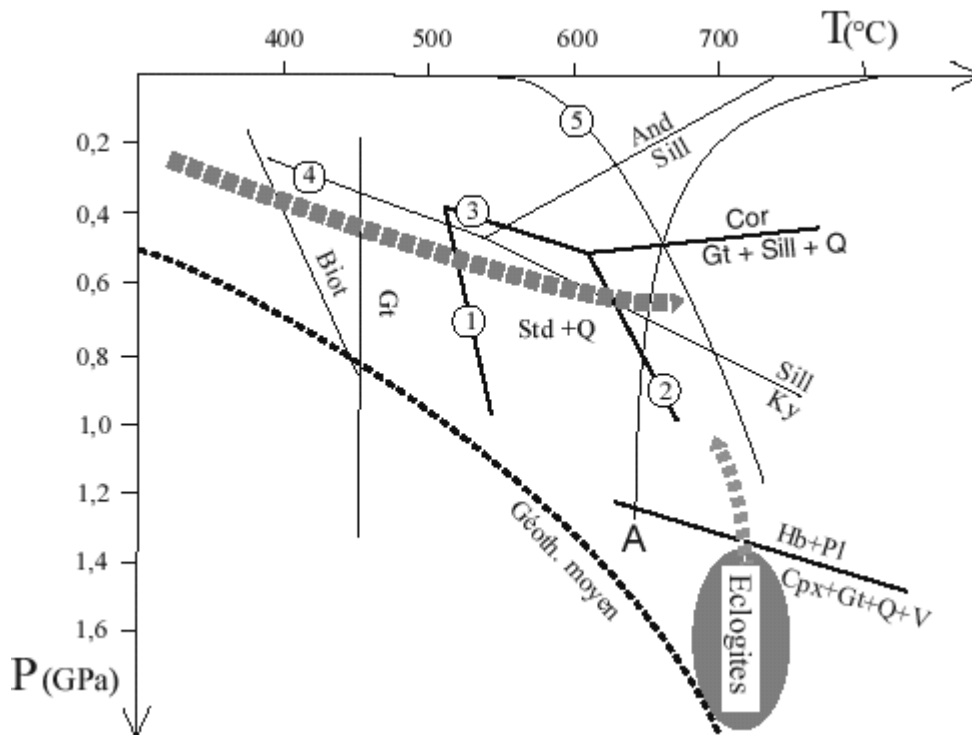 400
500
600
700
T(°C)
0,2
0,4
0,6
0,8
1,0
1,2
1,4
1,6
P (GPa)
5
And
Sill
4
3
Cor
Gt + Sill + Q
Biot
Gt
1
Std +Q
2
Sill
Ky
Géoth. moyen
A
Hb+Pl
Cpx+Gt+Q+V
Eclogites